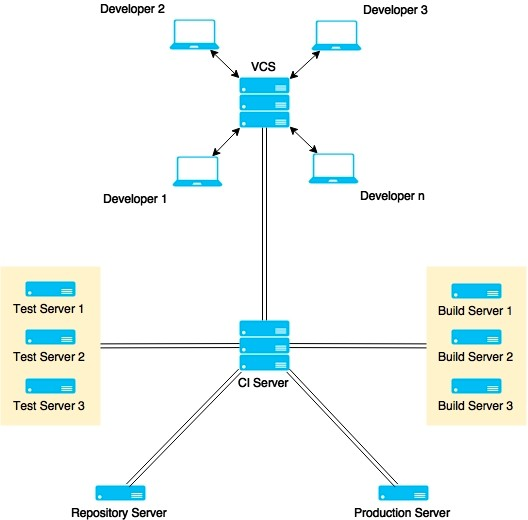 Developer 2
Developer 3
VCS
Developer 1
Developer n
Test Server 1
Build Server 1
Test Server 2
Build Server 2
CI Server
Test Server 3
Build Server 3
Repository Server
Production Server